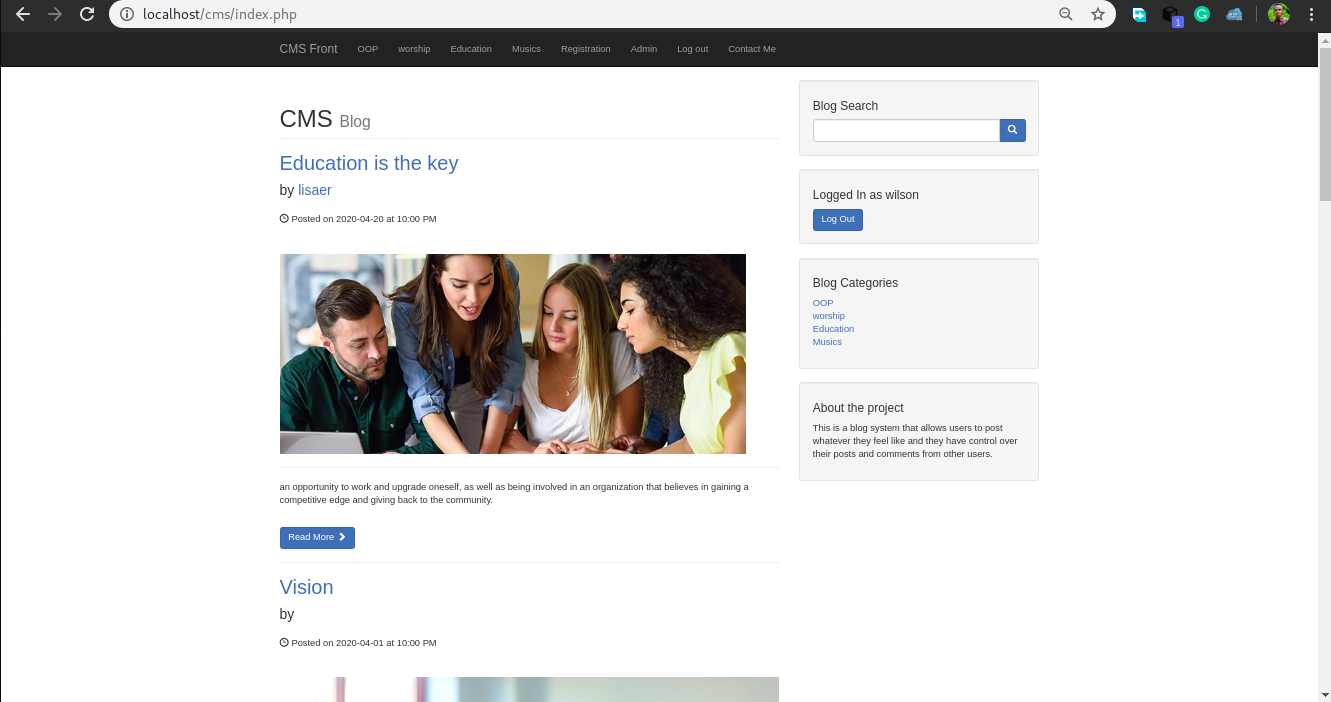 localhost/cms/index.php
1
CMS Front OOP worship Education Musics Registration Admin Log out Contact Me
CMS Blog
Education is the key
by lisaer
Posted on 2020-04-20 at 10:00 PM
an opportunity to work and upgrade oneself, as well as being involved in an organization that believes in gaining a
competitive edge and giving back to the community.
Read More
Vision
by
Posted on 2020-04-01 at 10:00 PM
Blog Search
Logged In as wilson
Log Out
Blog Categories
OOP
worship
Education
Musics
About the project
This is a blog system that allows users to post
whatever they feel like and they have control over
their posts and comments from other users.